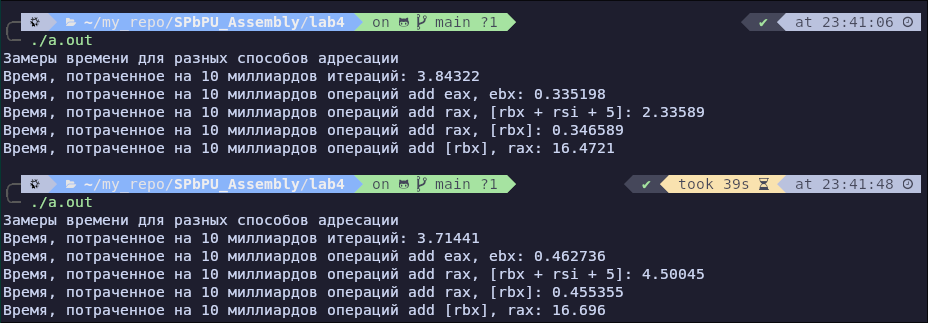 ~/my_repo/SPbPU_Assembly/lab4 on main ?1 ✔ at 23:41:06
./a.out
Замеры времени для разных способов адресации
Время, потраченное на 10 миллиардов итераций: 3.84322
Время, потраченное на 10 миллиардов операций add eax, ebx: 0.335198
Время, потраченное на 10 миллиардов операций add rax, [rbx + rsi + 5]: 2.33589
Время, потраченное на 10 миллиардов операций add rax, [rbx]: 0.346589
Время, потраченное на 10 миллиардов операций add [rbx], rax: 16.4721
~/my_repo/SPbPU_Assembly/lab4 on main ?1 ✔ took 39s at 23:41:48
./a.out
Замеры времени для разных способов адресации
Время, потраченное на 10 миллиардов итераций: 3.71441
Время, потраченное на 10 миллиардов операций add eax, ebx: 0.462736
Время, потраченное на 10 миллиардов операций add rax, [rbx + rsi + 5]: 4.50045
Время, потраченное на 10 миллиардов операций add rax, [rbx]: 0.455355
Время, потраченное на 10 миллиардов операций add [rbx], rax: 16.696